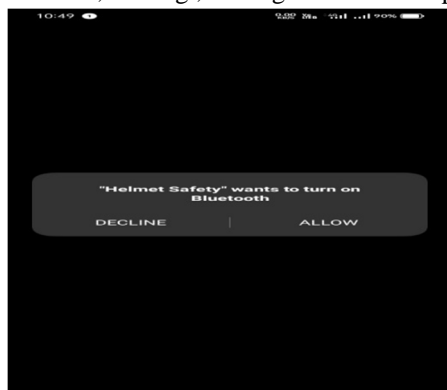 10:49
90%
"Helmet Safety" wants to turn on
Bluetooth
DECLINE | ALLOW